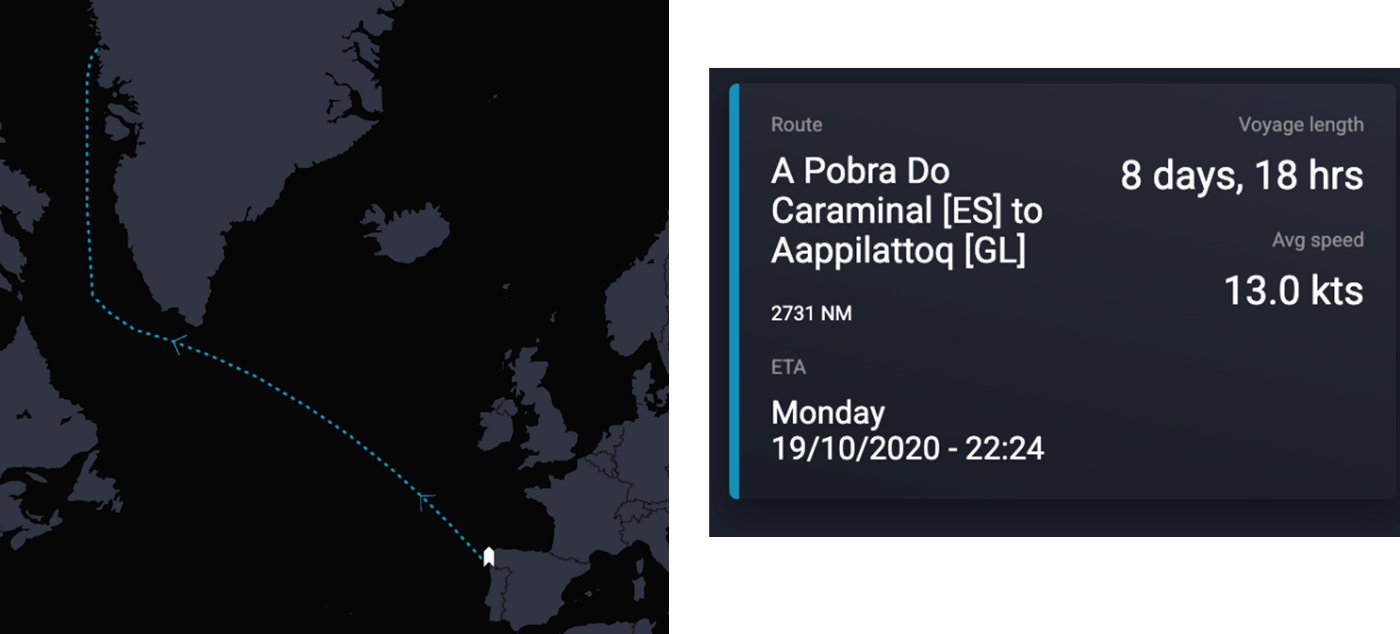 Route
A Pobra Do
Caraminal [ES] to
Aappilattoq [GL]
2731 NM
ETA
Monday
19/10/2020 - 22:24
Voyage length
8 days, 18 hrs
Avg speed
13.0 kts